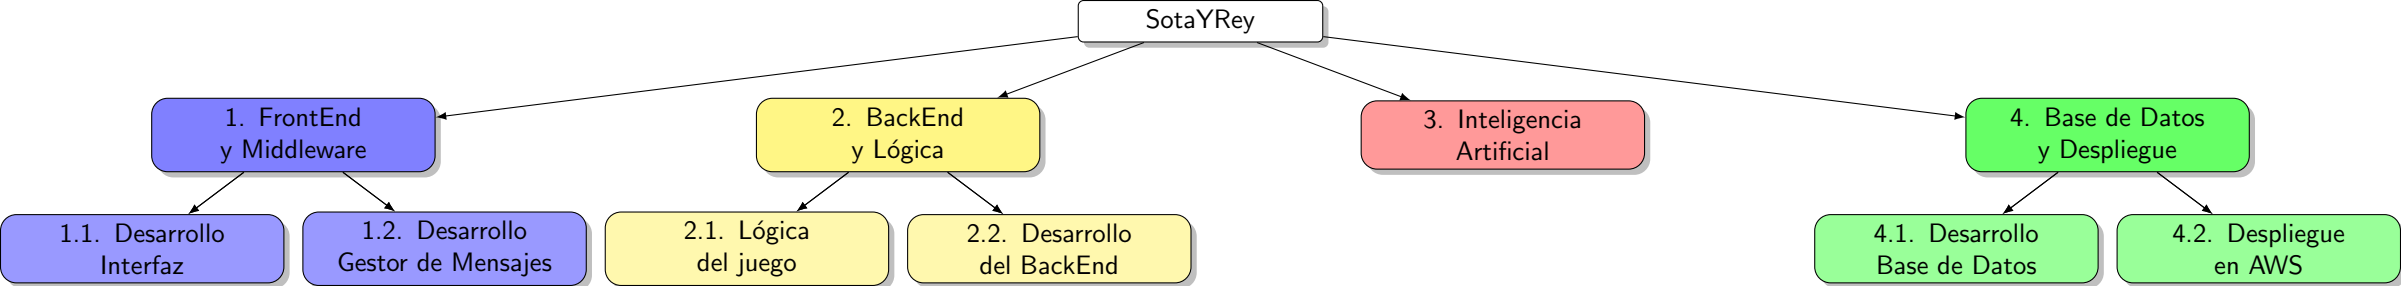 SotaYRey
1. FrontEnd
y Middleware
2. BackEnd
y Lógica
3. Inteligencia
Artificial
4. Base de Datos
y Despliegue
1.1. Desarrollo
Interfaz
1.2. Desarrollo
Gestor de Mensajes
2.1. Lógica
del juego
2.2. Desarrollo
del BackEnd
4.1. Desarrollo
Base de Datos
4.2. Despliegue
en AWS